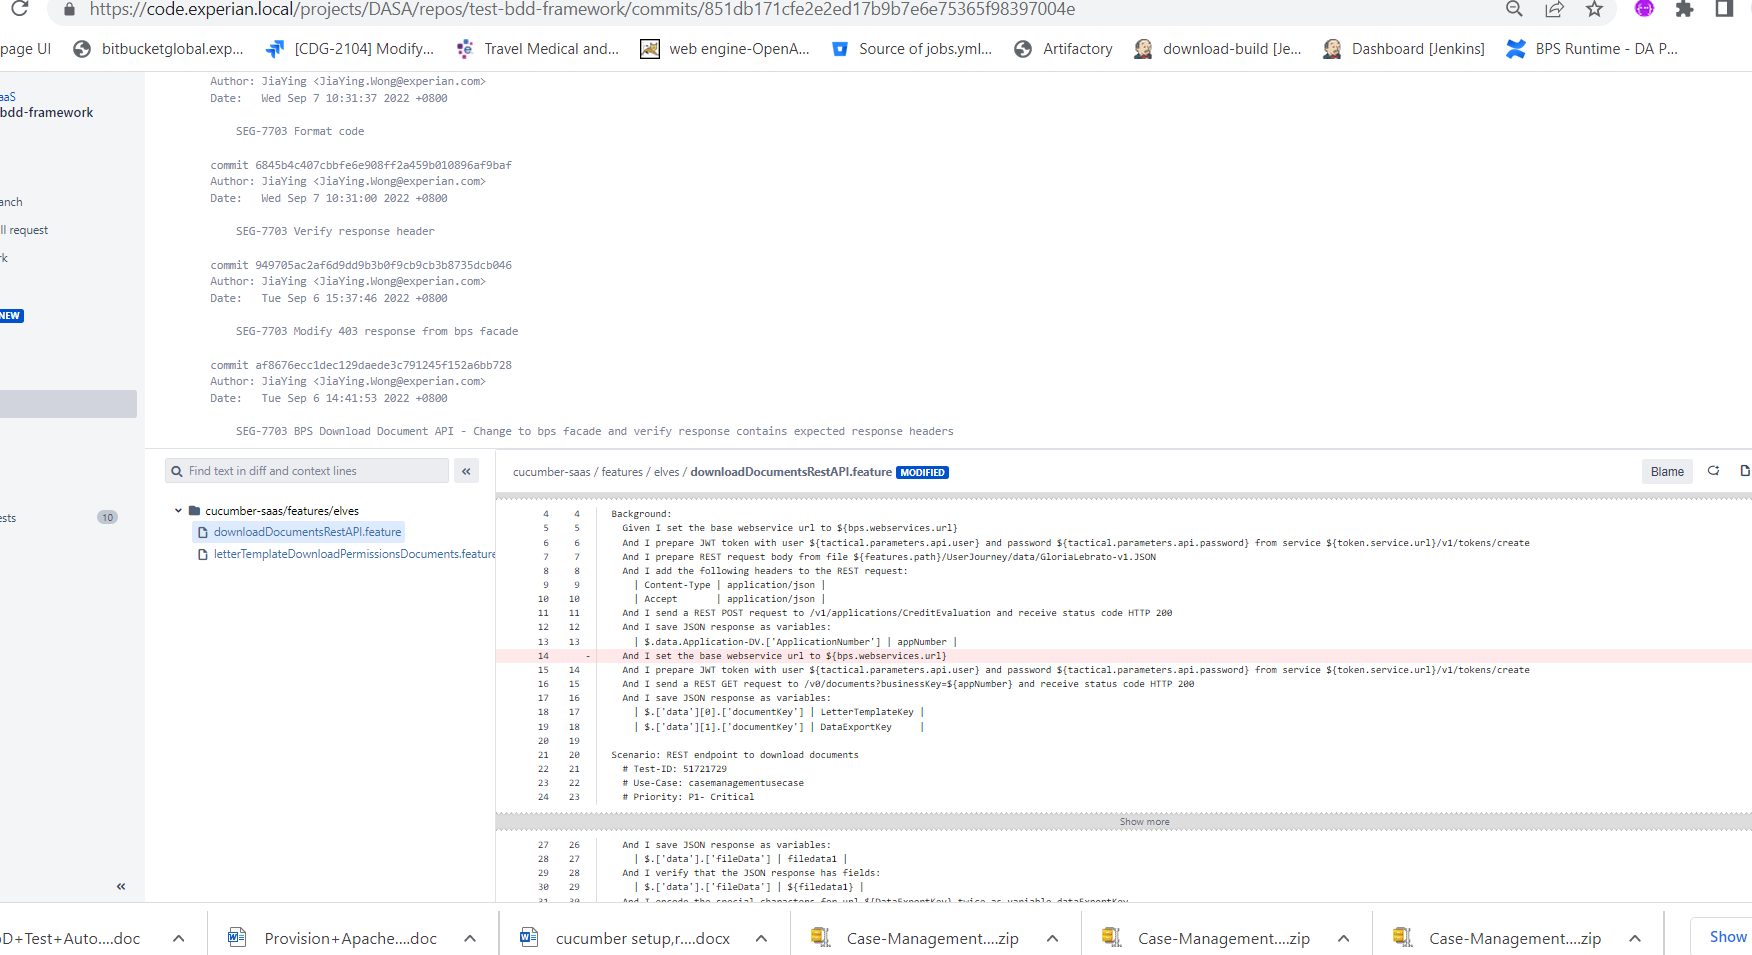 https://code.experian.local/projects/DASA/repos/test-bdd-framework/commits/851db171cfe2e2ed17b9b7e6e75365f98397004e
page UI bitbucketglobal.exp... [CDG-2104] Modify... Travel Medical and... web engine-OpenA... Source of jobs.yml... Artifactory download-build [Je... Dashboard [Jenkins] BPS Runtime - DA P...
aaS
bdd-framework
anch
ll request
rk
NEW
ests 10
«
Author: JiaYing <JiaYing.Wong@experian.com>
Date:   Wed Sep 7 10:31:37 2022 +0800
SEG-7703 Format code
commit 6845b4c407cbbfe6e908ff2a459b010896af9baf
Author: JiaYing <JiaYing.Wong@experian.com>
Date:   Wed Sep 7 10:31:00 2022 +0800
SEG-7703 Verify response header
commit 949705ac2af6d9dd9b3b0f9cb9cb3b8735dcb046
Author: JiaYing <JiaYing.Wong@experian.com>
Date:   Tue Sep 6 15:37:46 2022 +0800
SEG-7703 Modify 403 response from bps facade
commit af8676ecc1dec129daede3c791245f152a6bb728
Author: JiaYing <JiaYing.Wong@experian.com>
Date:   Tue Sep 6 14:41:53 2022 +0800
SEG-7703 BPS Download Document API - Change to bps facade and verify response contains expected response headers
Find text in diff and context lines «
cucumber-saas/features/elves
downloadDocumentsRestAPI.feature
letterTemplateDownloadPermissionsDocuments.feature
cucumber-saas / features / elves / downloadDocumentsRestAPI.feature MODIFIED Blame
4 4 Background:
5 5 Given I set the base webservice url to ${bps.webservices.url}
6 6 And I prepare JWT token with user ${tactical.parameters.api.user} and password ${tactical.parameters.api.password} from service ${token.service.url}/v1/tokens/create
7 7 And I prepare REST request body from file ${features.path}/UserJourney/data/GloriaLebrato-v1.JSON
8 8 And I add the following headers to the REST request:
9 9 | Content-Type | application/json |
10 10 | Accept       | application/json |
11 11 And I send a REST POST request to /v1/applications/CreditEvaluation and receive status code HTTP 200
12 12 And I save JSON response as variables:
13 13 | $.data.Application-DV.['ApplicationNumber'] | appNumber |
14 - And I set the base webservice url to ${bps.webservices.url}
15 14 And I prepare JWT token with user ${tactical.parameters.api.user} and password ${tactical.parameters.api.password} from service ${token.service.url}/v1/tokens/create
16 15 And I send a REST GET request to /v0/documents?businessKey=${appNumber} and receive status code HTTP 200
17 16 And I save JSON response as variables:
18 17 | $.['data'][0].['documentKey'] | LetterTemplateKey |
19 18 | $.['data'][1].['documentKey'] | DataExportKey     |
20 19
21 20 Scenario: REST endpoint to download documents
22 21 # Test-ID: 51721729
23 22 # Use-Case: casemanagementusecase
24 23 # Priority: P1- Critical
Show more
27 26 And I save JSON response as variables:
28 27 | $.['data'].['fileData'] | filedata1 |
29 28 And I verify that the JSON response has fields:
30 29 | $.['data'].['fileData'] | ${filedata1} |
31 30 And I encode the special characters for url ${DataExportKey} twice as variable dataExportKey
D+Test+Auto....doc Provision+Apache....doc cucumber setup,r....docx Case-Management....zip Case-Management....zip Case-Management....zip Show